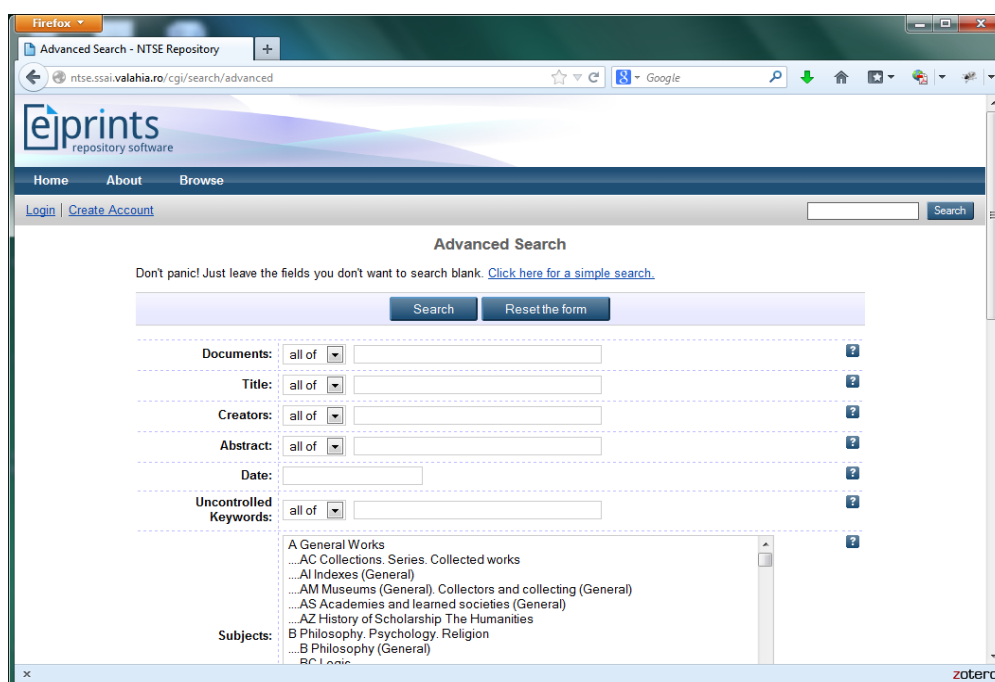 Firefox
Advanced Search - NTSE Repository
ntse.ssai.valahia.ro/cgi/search/advanced
Google
eprints
repository software
Home About Browse
Login | Create Account
Search
Advanced Search
Don't panic! Just leave the fields you don't want to search blank. Click here for a simple search.
Search Reset the form
Documents: all of ?
Title: all of ?
Creators: all of ?
Abstract: all of ?
Date: ?
Uncontrolled
Keywords: all of ?
A General Works ?
....AC Collections. Series. Collected works
....AI Indexes (General)
....AM Museums (General). Collectors and collecting (General)
....AS Academies and learned societies (General)
....AZ History of Scholarship The Humanities
Subjects: B Philosophy. Psychology. Religion
....B Philosophy (General)
....BC Logic
x zotero